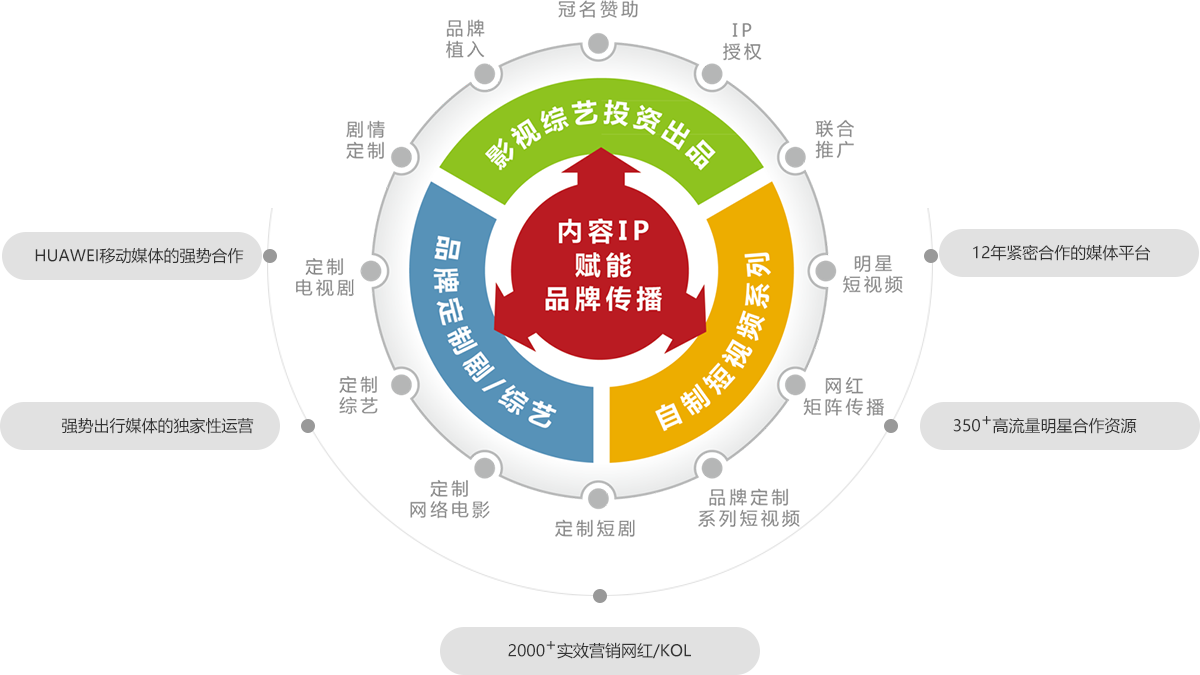 冠名赞助
品牌
植入
IP
授权
剧情
定制
联合
推广
影视综艺投资出品
内容IP
赋能
品牌传播
品牌定制剧/综艺
自制短视频系列
HUAWEI移动媒体的强势合作
12年紧密合作的媒体平台
定制
电视剧
明星
短视频
定制
综艺
网红
矩阵传播
强势出行媒体的独家性运营
350+高流量明星合作资源
定制
网络电影
定制短剧
品牌定制
系列短视频
2000+实效营销网红/KOL